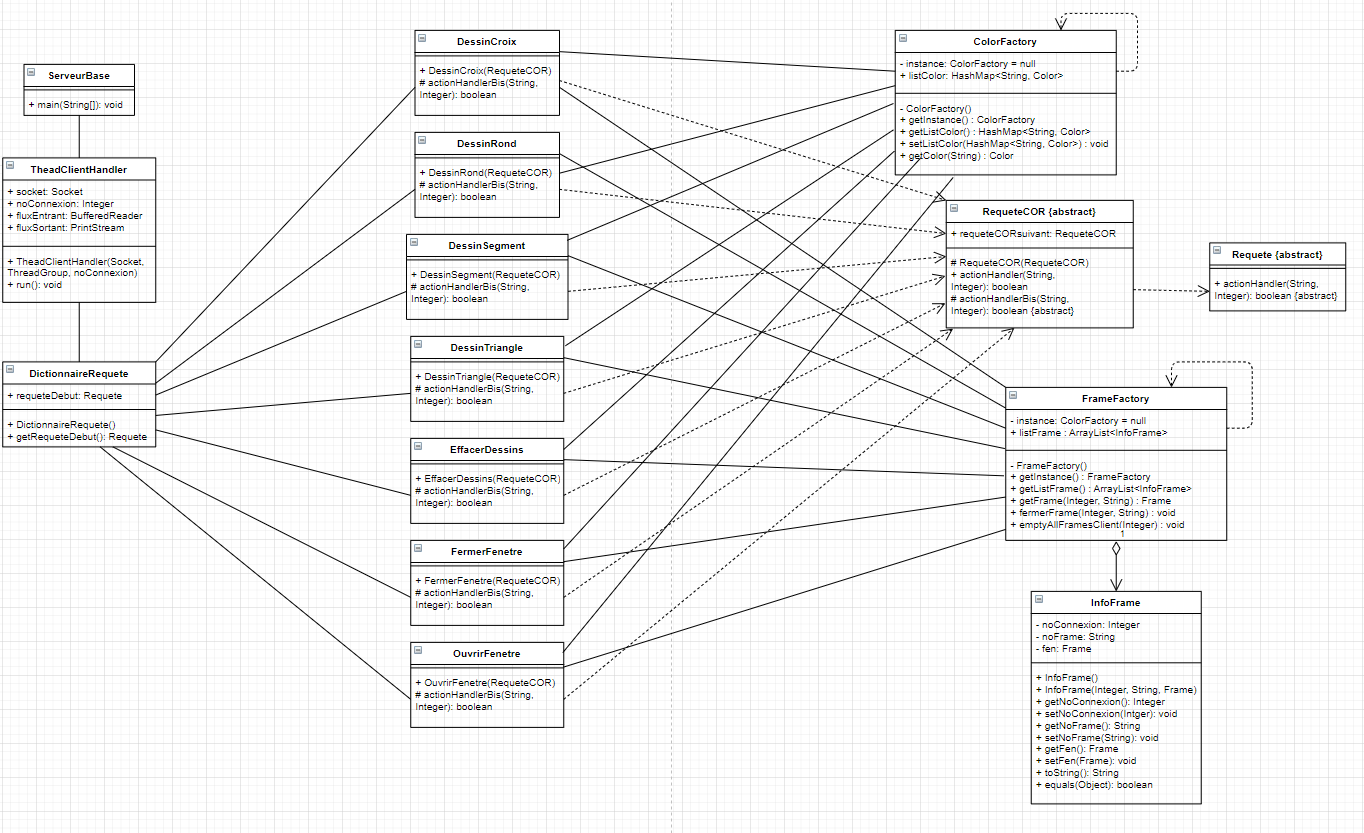 ServeurBase
+ main(String[]): void
TheadClientHandler
+ socket: Socket
+ noConnexion: Integer
+ fluxEntrant: BufferedReader
+ fluxSortant: PrintStream
+ TheadClientHandler(Socket,
ThreadGroup, noConnexion)
+ run(): void
DictionnaireRequete
+ requeteDebut: Requete
+ DictionnaireRequete()
+ getRequeteDebut(): Requete
DessinCroix
+ DessinCroix(RequeteCOR)
# actionHandlerBis(String,
Integer): boolean
DessinRond
+ DessinRond(RequeteCOR)
# actionHandlerBis(String,
Integer): boolean
DessinSegment
+ DessinSegment(RequeteCOR)
# actionHandlerBis(String,
Integer): boolean
DessinTriangle
+ DessinTriangle(RequeteCOR)
# actionHandlerBis(String,
Integer): boolean
EffacerDessins
+ EffacerDessins(RequeteCOR)
# actionHandlerBis(String,
Integer): boolean
FermerFenetre
+ FermerFenetre(RequeteCOR)
# actionHandlerBis(String,
Integer): boolean
OuvrirFenetre
+ OuvrirFenetre(RequeteCOR)
# actionHandlerBis(String,
Integer): boolean
ColorFactory
- instance: ColorFactory = null
+ listColor: HashMap<String, Color>
- ColorFactory()
+ getInstance() : ColorFactory
+ getListColor() : HashMap<String, Color>
+ setListColor(HashMap<String, Color>) : void
+ getColor(String) : Color
RequeteCOR {abstract}
+ requeteCORsuivant: RequeteCOR
# RequeteCOR(RequeteCOR)
+ actionHandler(String,
Integer): boolean
# actionHandlerBis(String,
Integer): boolean {abstract}
Requete {abstract}
+ actionHandler(String,
Integer): boolean {abstract}
FrameFactory
- instance: ColorFactory = null
+ listFrame : ArrayList<InfoFrame>
- FrameFactory()
+ getInstance() : FrameFactory
+ getListFrame() : ArrayList<InfoFrame>
+ getFrame(Integer, String) : Frame
+ fermerFrame(Integer, String) : void
+ emptyAllFramesClient(Integer) : void
1
InfoFrame
- noConnexion: Integer
- noFrame: String
- fen: Frame
+ InfoFrame()
+ InfoFrame(Integer, String, Frame)
+ getNoConnexion(): Integer
+ setNoConnexion(Intger): void
+ getNoFrame(): String
+ setNoFrame(String): void
+ getFen(): Frame
+ setFen(Frame): void
+ toString(): String
+ equals(Object): boolean